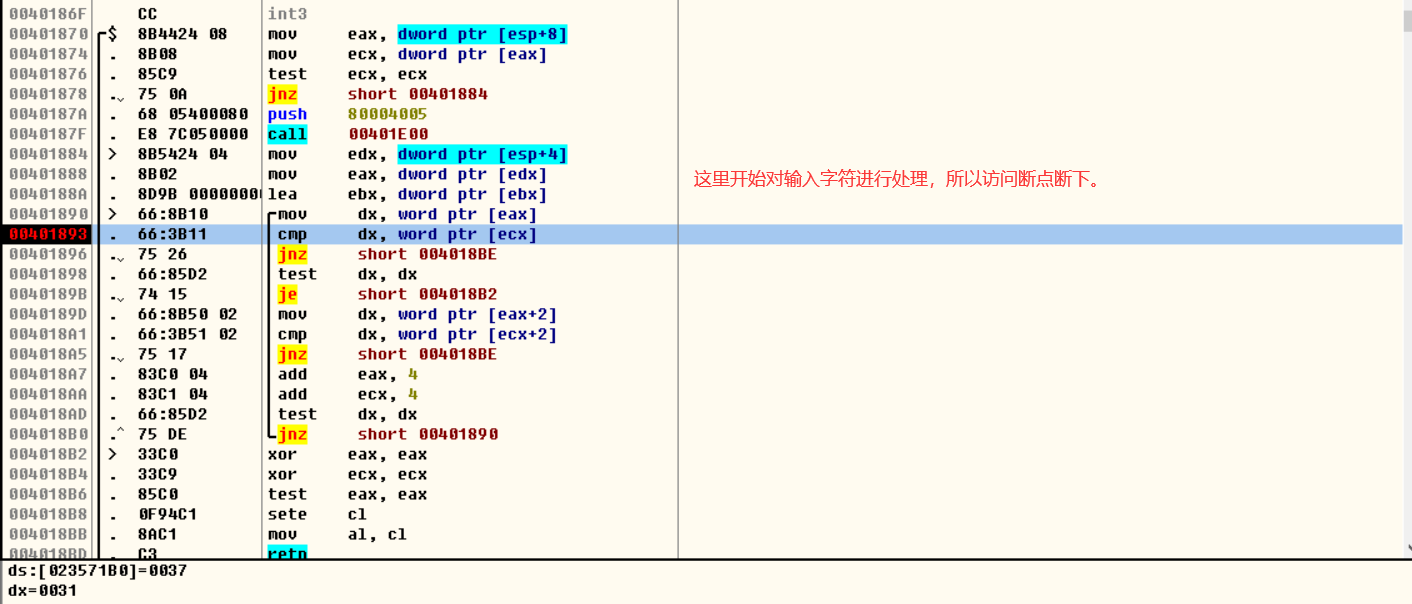 0040186F CC int3
00401870 $ 8B4424 08 mov eax, dword ptr [esp+8]
00401874 . 8B08 mov ecx, dword ptr [eax]
00401876 . 85C9 test ecx, ecx
00401878 . 75 0A jnz short 00401884
0040187A . 68 05400080 push 80004005
0040187F . E8 7C050000 call 00401E00
00401884 > 8B5424 04 mov edx, dword ptr [esp+4]
00401888 . 8B02 mov eax, dword ptr [edx]
0040188A . 8D9B 00000000 lea ebx, dword ptr [ebx]
这里开始对输入字符进行处理，所以访问断点断下。
00401890 > 66:8B10 mov dx, word ptr [eax]
00401893 . 66:3B11 cmp dx, word ptr [ecx]
00401896 . 75 26 jnz short 004018BE
00401898 . 66:85D2 test dx, dx
0040189B . 74 15 je short 004018B2
0040189D . 66:8B50 02 mov dx, word ptr [eax+2]
004018A1 . 66:3B51 02 cmp dx, word ptr [ecx+2]
004018A5 . 75 17 jnz short 004018BE
004018A7 . 83C0 04 add eax, 4
004018AA . 83C1 04 add ecx, 4
004018AD . 66:85D2 test dx, dx
004018B0 .^ 75 DE jnz short 00401890
004018B2 > 33C0 xor eax, eax
004018B4 . 33C9 xor ecx, ecx
004018B6 . 85C0 test eax, eax
004018B8 . 0F94C1 sete cl
004018BB . 8AC1 mov al, cl
004018BD . C3 retn
ds:[023571B0]=0037
dx=0031